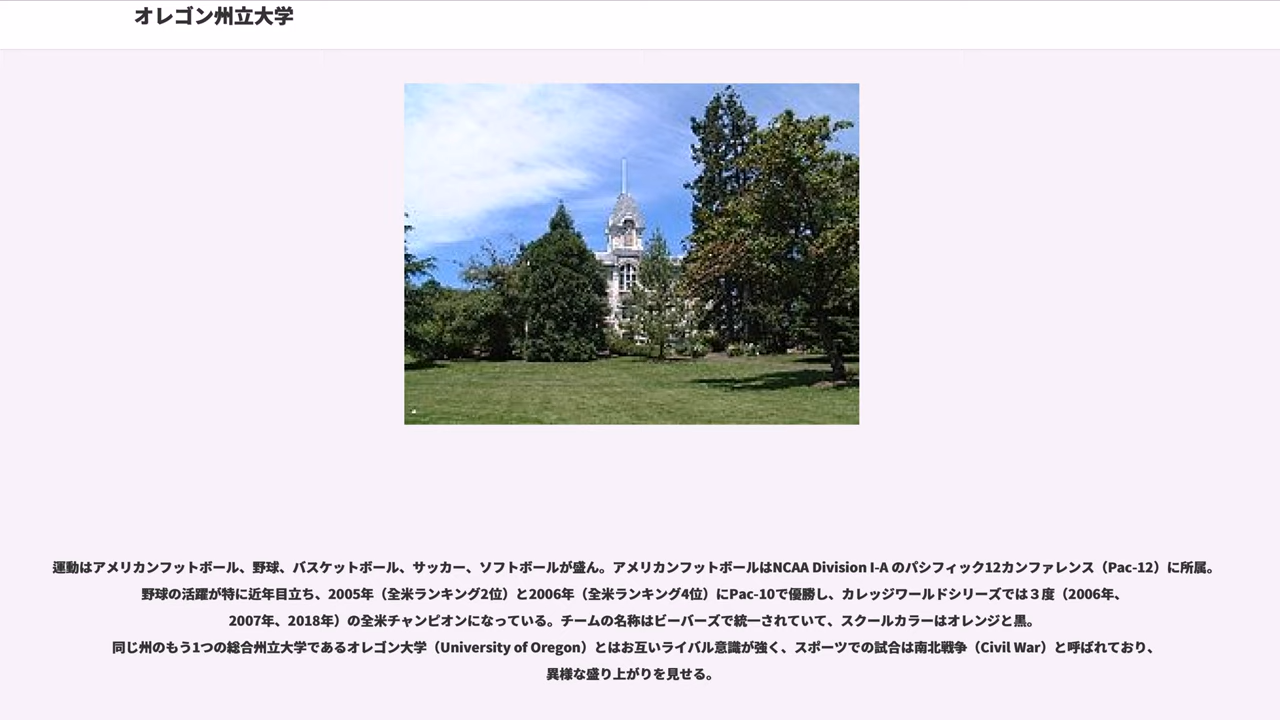 オレゴン州立大学
運動はアメリカンフットボール、野球、バスケットボール、サッカー、ソフトボールが盛ん。アメリカンフットボールはNCAA Division I-A のパシフィック12カンファレンス（Pac-12）に所属。
野球の活躍が特に近年目立ち、2005年（全米ランキング2位）と2006年（全米ランキング4位）にPac-10で優勝し、カレッジワールドシリーズでは３度（2006年、
2007年、2018年）の全米チャンピオンになっている。チームの名称はビーバーズで統一されていて、スクールカラーはオレンジと黒。
同じ州のもう1つの総合州立大学であるオレゴン大学（University of Oregon）とはお互いライバル意識が強く、スポーツでの試合は南北戦争（Civil War）と呼ばれており、
異様な盛り上がりを見せる。